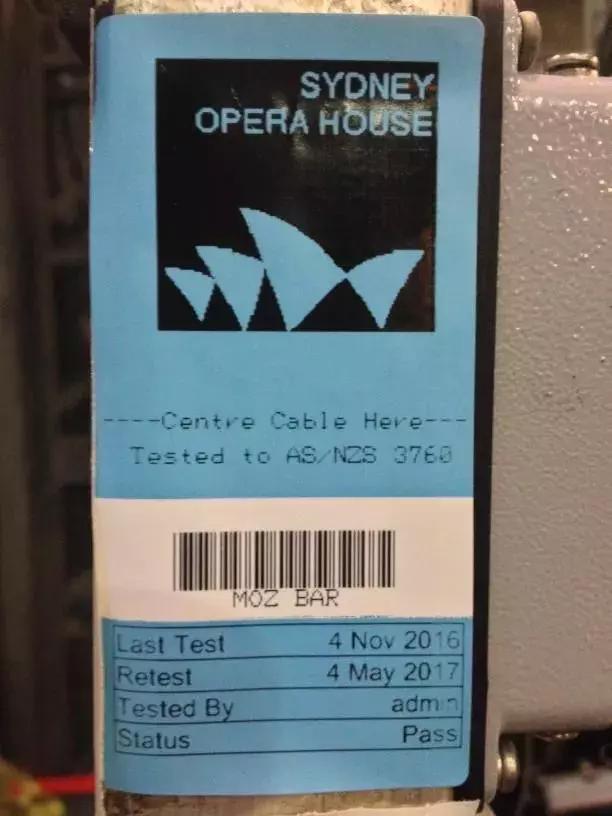 SYDNEY
OPERA HOUSE
----Centre Cable Here---
Tested to AS/NZS 3760
MOZ BAR
Last Test 4 Nov 2016
Retest 4 May 2017
Tested By admin
Status Pass